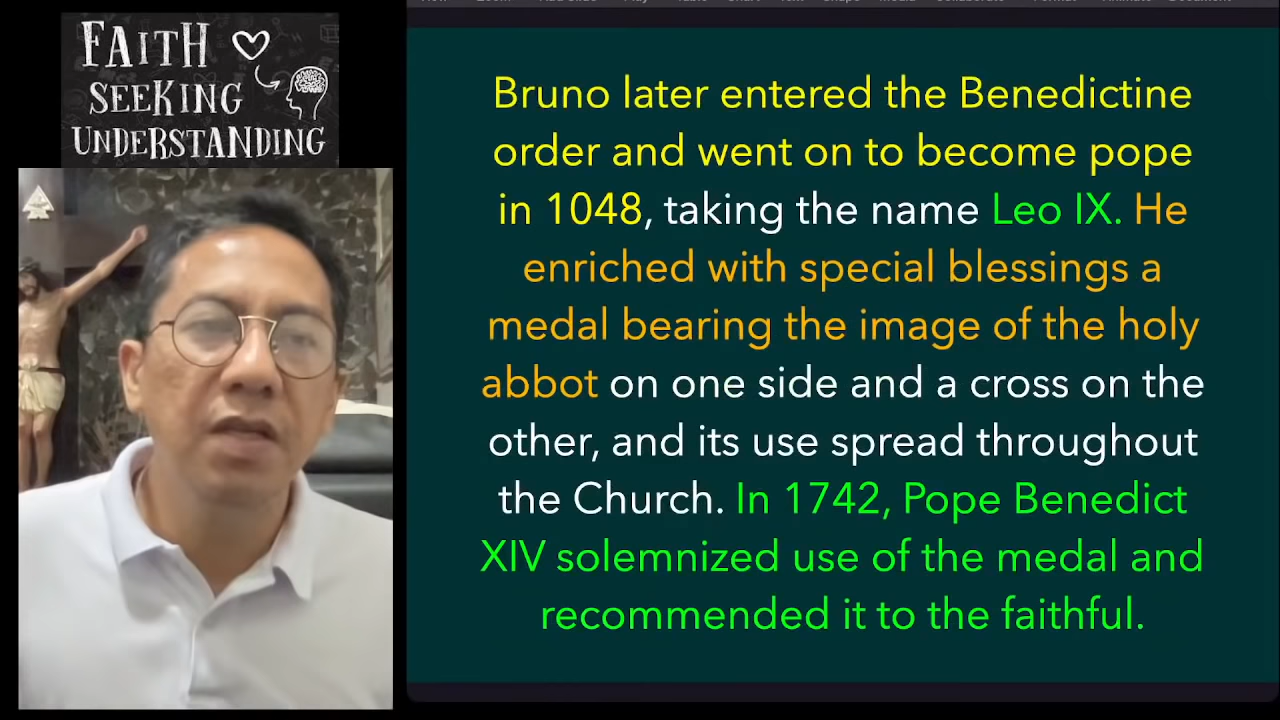 FAITH
SEEKING
UNDERSTANDING
Bruno later entered the Benedictine
order and went on to become pope
in 1048, taking the name Leo IX. He
enriched with special blessings a
medal bearing the image of the holy
abbot on one side and a cross on the
other, and its use spread throughout
the Church. In 1742, Pope Benedict
XIV solemnized use of the medal and
recommended it to the faithful.